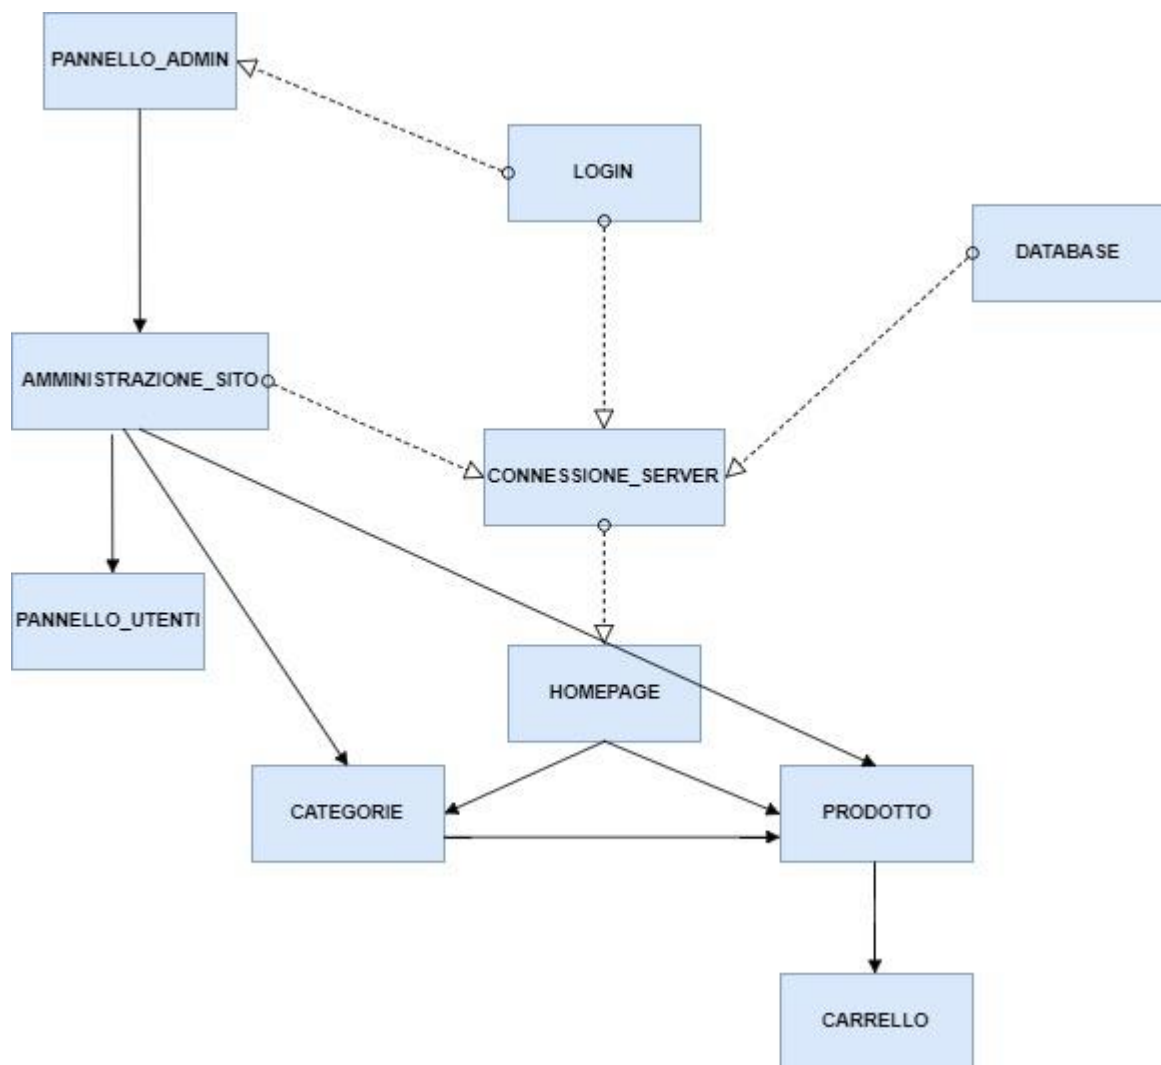 PANNELLO_ADMIN
LOGIN
DATABASE
AMMINISTRAZIONE_SITO
CONNESSIONE_SERVER
PANNELLO_UTENTI
HOMEPAGE
CATEGORIE
PRODOTTO
CARRELLO